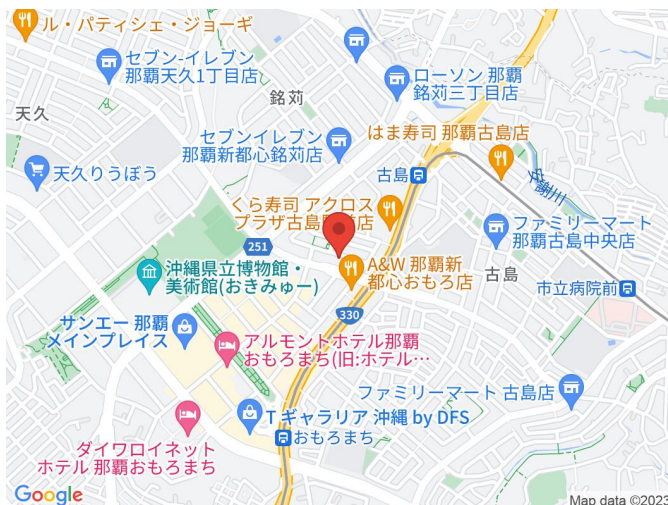 ル・パティシェ・ジョーギ
セブン-イレブン
那覇天久1丁目店
ローソン 那覇
銘苅三丁目店
銘苅
天久
セブンイレブン
那覇新都心銘苅店
はま寿司 那覇古島店
天久りうぼう
古島
安謝川
くら寿司 アクロス
プラザ古島駅前店
ファミリーマート
那覇古島中央店
251
沖縄県立博物館・
美術館(おきみゅー)
A&W 那覇新
都心おもろ店
古島
市立病院前
330
サンエー 那覇
メインプレイス
アルモントホテル那覇
おもろまち(旧:ホテル…
ファミリーマート 古島店
T ギャラリア 沖縄 by DFS
おもろまち
ダイワロイネット
ホテル 那覇おもろまち
Google
Map data ©2023